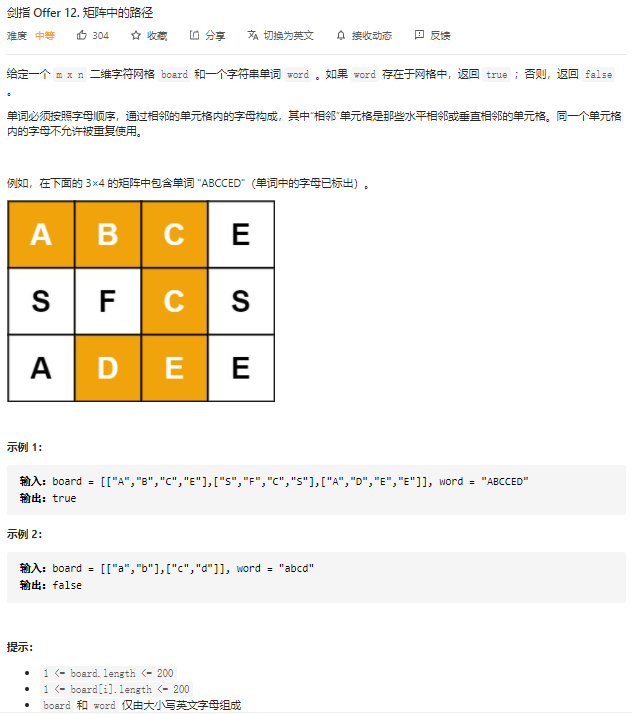 剑指 Offer 12. 矩阵中的路径
难度 中等 304 收藏 分享 切换为英文 接收动态 反馈
给定一个 m x n 二维字符网格 board 和一个字符串单词 word 。如果 word 存在于网格中，返回 true ；否则，返回 false
。
单词必须按照字母顺序，通过相邻的单元格内的字母构成，其中“相邻”单元格是那些水平相邻或垂直相邻的单元格。同一个单元格
内的字母不允许被重复使用。
例如，在下面的 3×4 的矩阵中包含单词 "ABCCED"（单词中的字母已标出）。
A B C E
S F C S
A D E E
示例 1：
输入：board = [["A","B","C","E"],["S","F","C","S"],["A","D","E","E"]], word = "ABCCED"
输出：true
示例 2：
输入：board = [["a","b"],["c","d"]], word = "abcd"
输出：false
提示：
1 <= board.length <= 200
1 <= board[i].length <= 200
board 和 word 仅由大小写英文字母组成